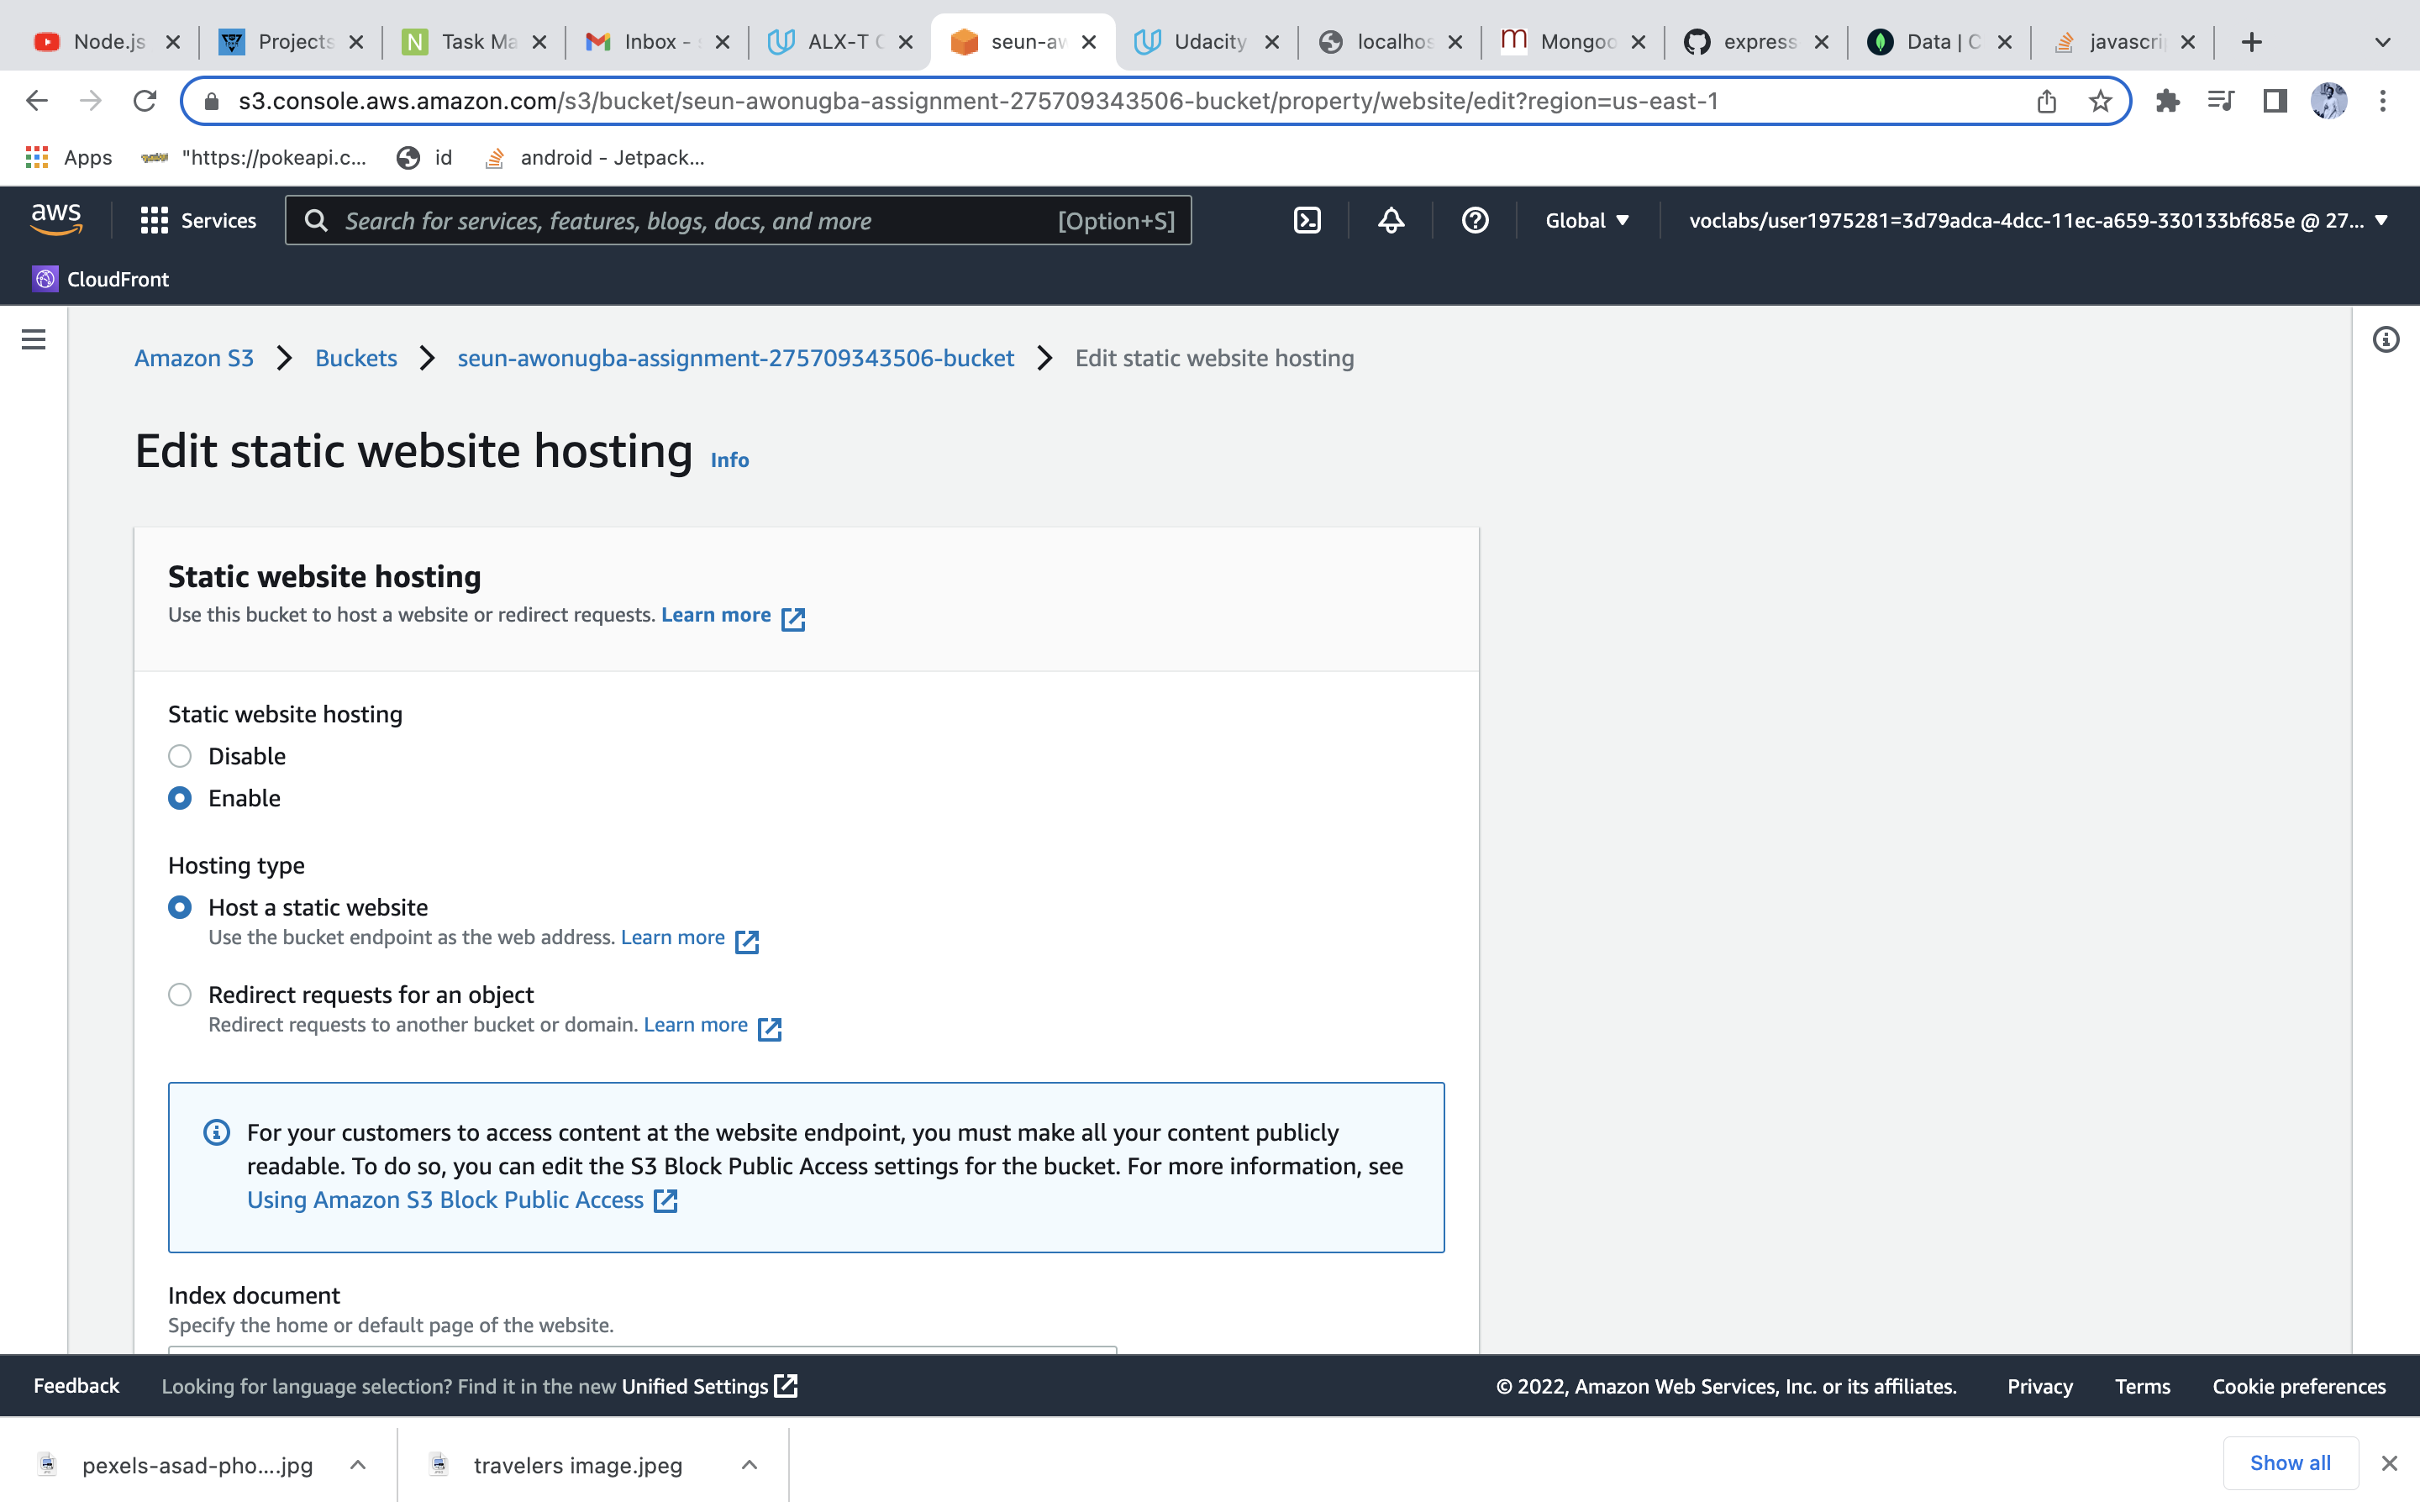 Node.js
Projects
Task Ma
Inbox -
ALX-T C
seun-aw
Udacity
localhos
Mongoo
express
Data | C
javascri
s3.console.aws.amazon.com/s3/bucket/seun-awonugba-assignment-275709343506-bucket/property/website/edit?region=us-east-1
Apps
"https://pokeapi.c...
id
android - Jetpack...
aws
Services
Search for services, features, blogs, docs, and more
[Option+S]
Global
voclabs/user1975281=3d79adca-4dcc-11ec-a659-330133bf685e @ 27...
CloudFront
Amazon S3
Buckets
seun-awonugba-assignment-275709343506-bucket
Edit static website hosting
Edit static website hosting Info
Static website hosting
Use this bucket to host a website or redirect requests. Learn more
Static website hosting
Disable
Enable
Hosting type
Host a static website
Use the bucket endpoint as the web address. Learn more
Redirect requests for an object
Redirect requests to another bucket or domain. Learn more
For your customers to access content at the website endpoint, you must make all your content publicly
readable. To do so, you can edit the S3 Block Public Access settings for the bucket. For more information, see
Using Amazon S3 Block Public Access
Index document
Specify the home or default page of the website.
Feedback
Looking for language selection? Find it in the new Unified Settings
© 2022, Amazon Web Services, Inc. or its affiliates.
Privacy
Terms
Cookie preferences
pexels-asad-pho....jpg
travelers image.jpeg
Show all